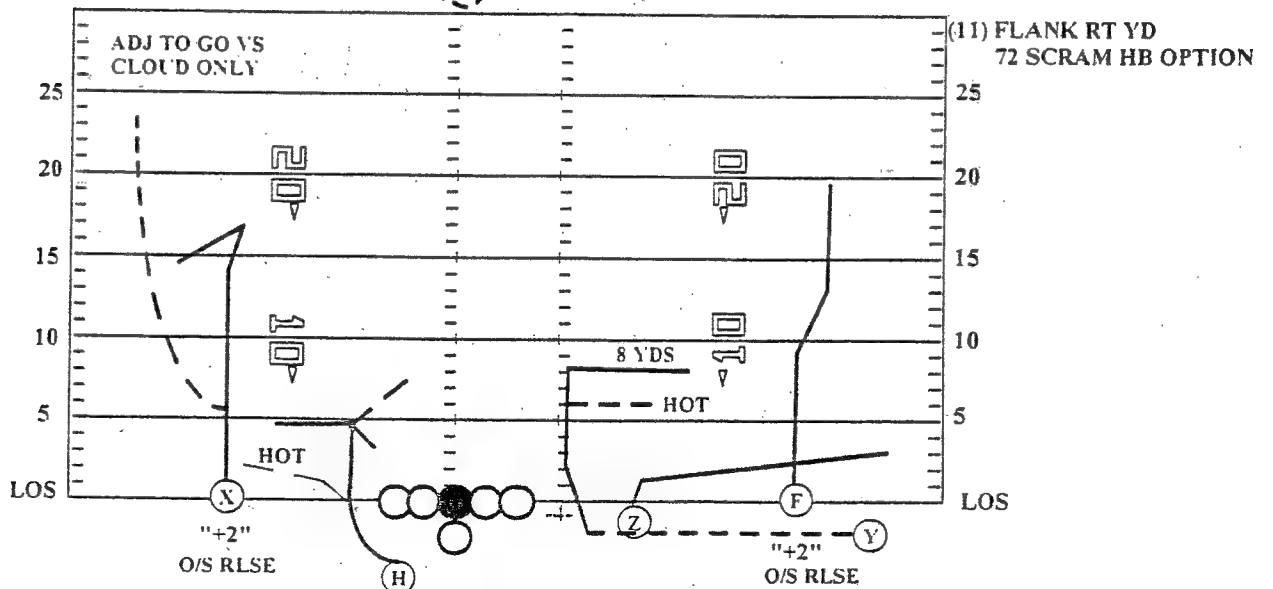 (11) FLANK RT YD
72 SCRAM HB OPTION
ADJ TO GO VS
CLOUD ONLY
25
25
20
20
20
20
15
15
10
10
10
10
8 YDS
HOT
5
5
HOT
LOS
LOS
X
Z
F
Y
H
"+2"
O/S RLSE
"+2"
O/S RLSE